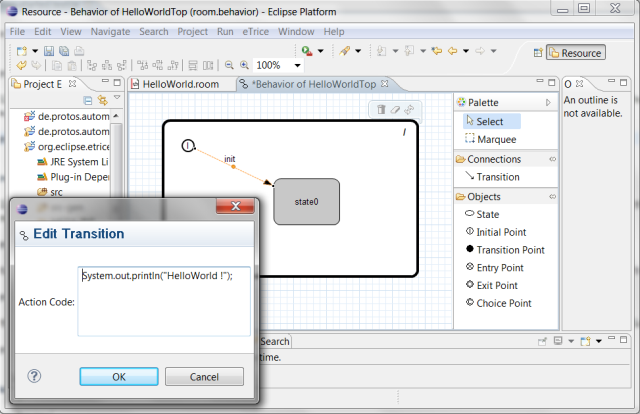 Resource - Behavior of HelloWorldTop (room.behavior) - Eclipse Platform
File Edit View Navigate Search Project Run eTrice Window Help
100%
Resource
Project E
HelloWorld.room
*Behavior of HelloWorldTop
O
de.protos.autom
de.protos.autom
org.eclipse.etrice
JRE System Li
Plug-in Depe
src
I
I
init
state0
Palette
Select
Marquee
Connections
Transition
Objects
State
Initial Point
Transition Point
Entry Point
Exit Point
Choice Point
An outline is
not available.
Search
time.
Edit Transition
Action Code:
System.out.println("HelloWorld !");
OK
Cancel